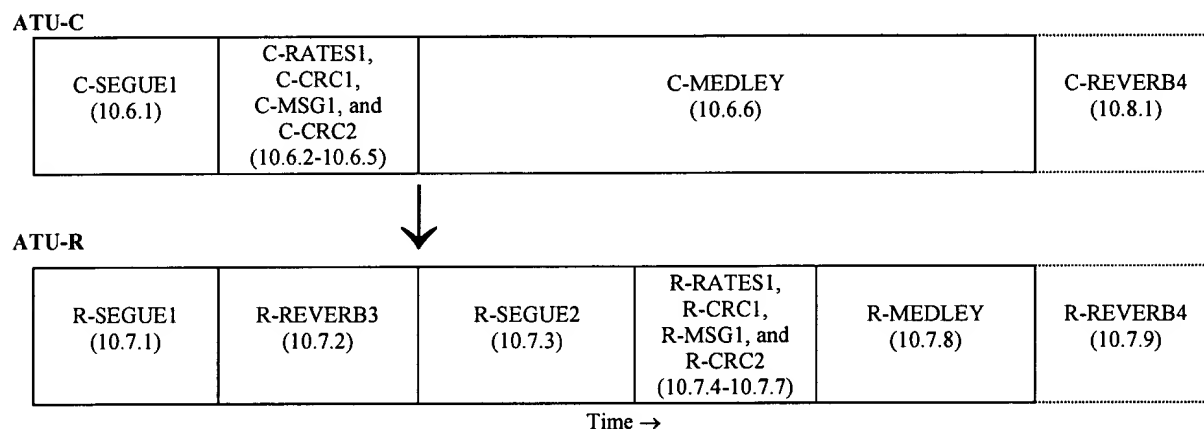 ATU-C
C-SEGUE1
(10.6.1)
C-RATES1,
C-CRC1,
C-MSG1, and
C-CRC2
(10.6.2-10.6.5)
C-MEDLEY
(10.6.6)
C-REVERB4
(10.8.1)
ATU-R
R-SEGUE1
(10.7.1)
R-REVERB3
(10.7.2)
R-SEGUE2
(10.7.3)
R-RATES1,
R-CRC1,
R-MSG1, and
R-CRC2
(10.7.4-10.7.7)
R-MEDLEY
(10.7.8)
R-REVERB4
(10.7.9)
Time →